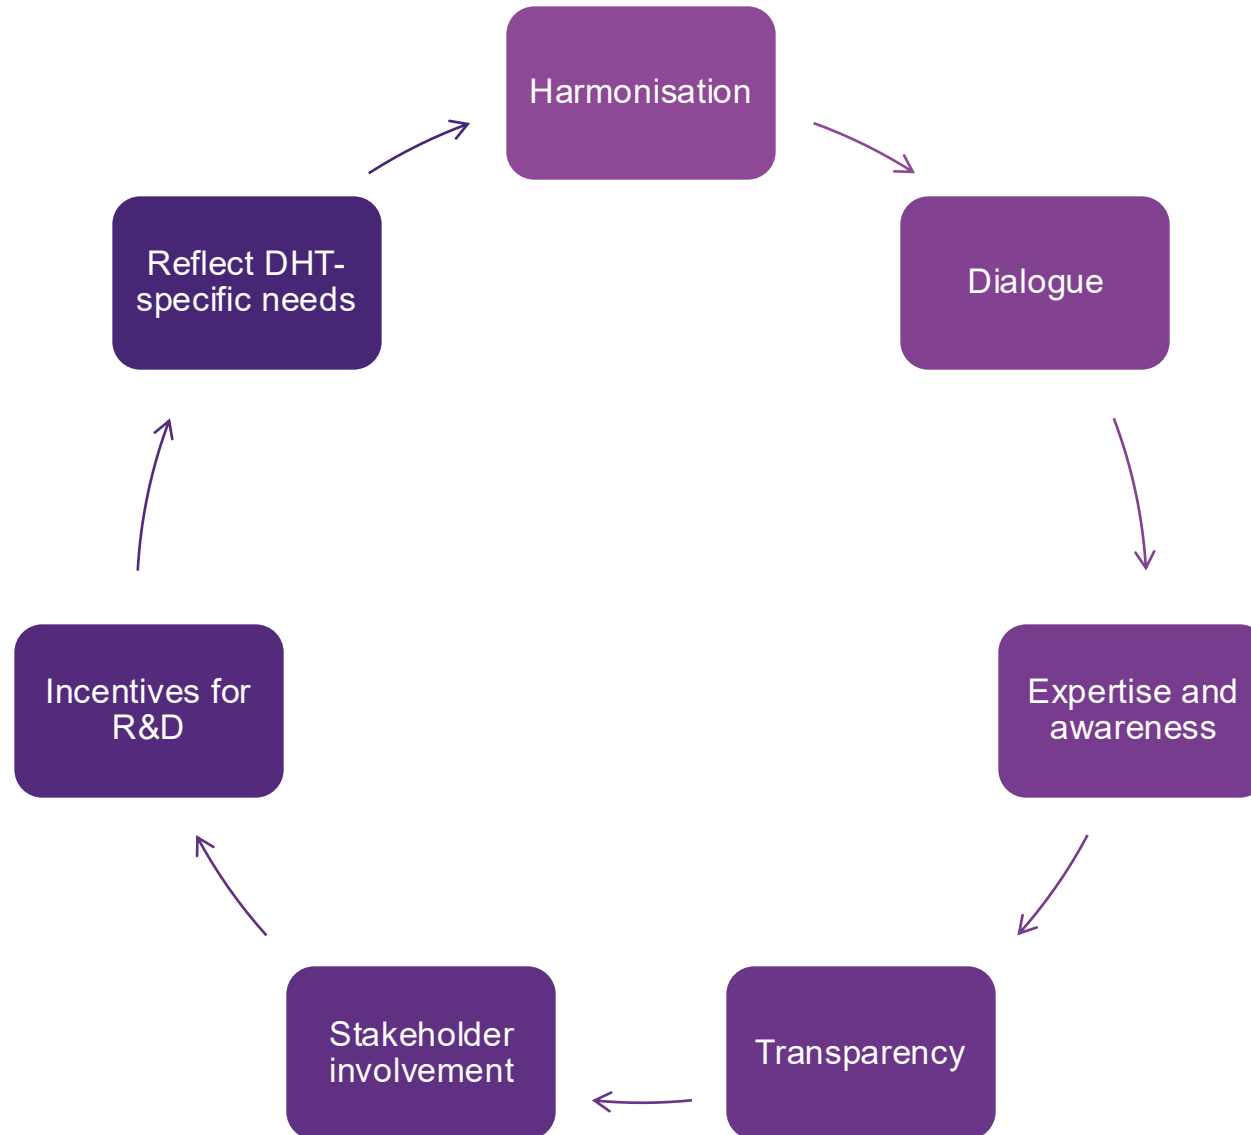 Harmonisation
Dialogue
Expertise and
awareness
Transparency
Stakeholder
involvement
Incentives for
R&D
Reflect DHT-
specific needs